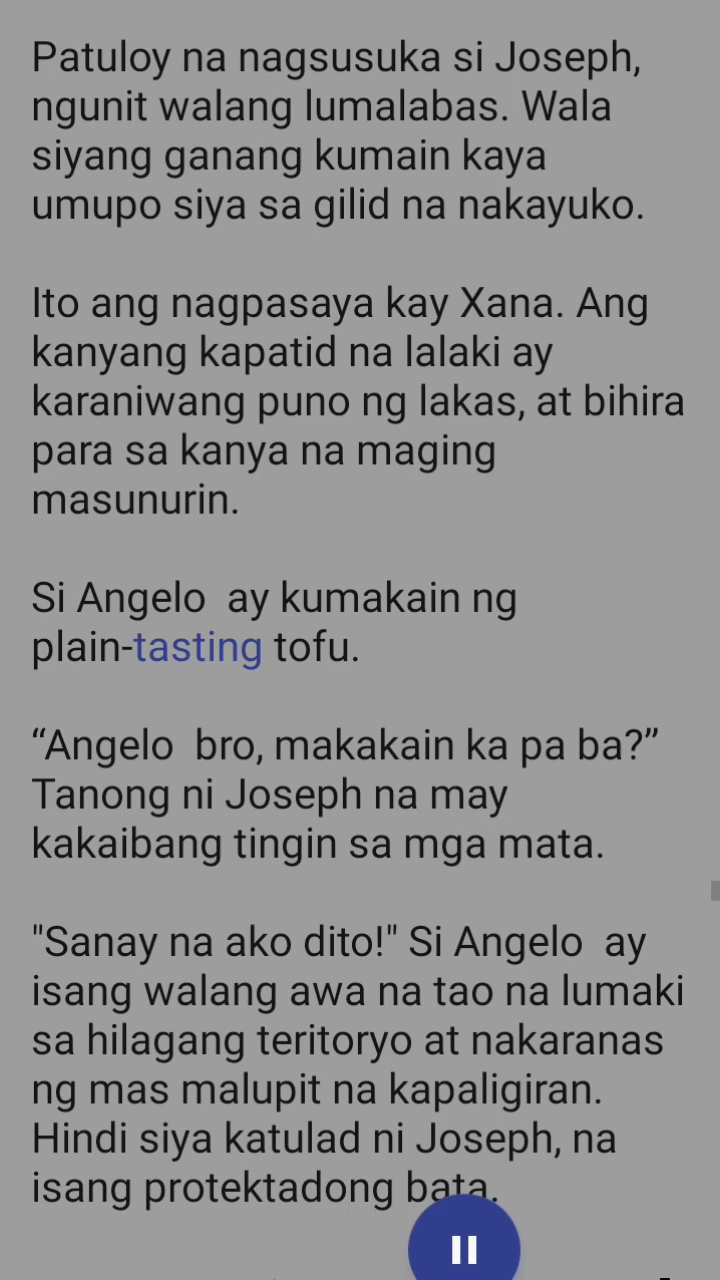 Patuloy na nagsusuka si Joseph,
ngunit walang lumalabas. Wala
siyang ganang kumain kaya
umupo siya sa gilid na nakayuko.
Ito ang nagpasaya kay Xana. Ang
kanyang kapatid na lalaki ay
karaniwang puno ng lakas, at bihira
para sa kanya na maging
masunurin.
Si Angelo  ay kumakain ng
plain-tasting tofu.
“Angelo  bro, makakain ka pa ba?”
Tanong ni Joseph na may
kakaibang tingin sa mga mata.
"Sanay na ako dito!" Si Angelo  ay
isang walang awa na tao na lumaki
sa hilagang teritoryo at nakaranas
ng mas malupit na kapaligiran.
Hindi siya katulad ni Joseph, na
isang protektadong bata.